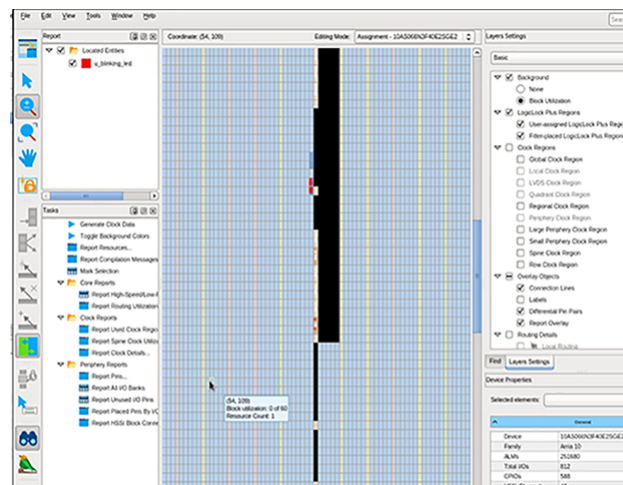 File Edit View Tools Window Help
Report
Located Entities
u_blinking_led
Tasks
Generate Clock Data
Toggle Background Colors
Report Resources...
Report Compilation Messages
Mark Selection
Core Reports
Report High-Speed/Low-
Report Routing Utilization
Clock Reports
Report Used Clock Regio
Report Spine Clock Utiliz
Report Clock Details...
Periphery Reports
Report Pins...
Report All I/O Banks
Report Unused I/O Pins
Report Placed Pins By I/
Report HSSI Block Conne
Coordinate: (54, 109)
Editing Mode: Assignment - 10AS066N3F40E2SGE2
(54, 109)
Block utilization: 0 of 60
Resource Count: 1
Sea
Layers Settings
Basic
Background
None
Block Utilization
LogicLock Plus Regions
User-assigned LogicLock Plus Regi
Fitter-placed LogicLock Plus Regi
Clock Regions
Global Clock Region
Local Clock Region
LVDS Clock Region
Quadrant Clock Region
Regional Clock Region
Periphery Clock Region
Large Periphery Clock Region
Small Periphery Clock Region
Spine Clock Region
Row Clock Region
Overlay Objects
Connection Lines
Labels
Differential Pin Pairs
Report Overlay
Routing Details
Local Routing
Find Layers Settings
Device Properties
Selected elements:
General
Device 10AS066N3F40E2SGE2
Family Arria 10
ALMs 251680
Total I/Os 812
GPIOs 588